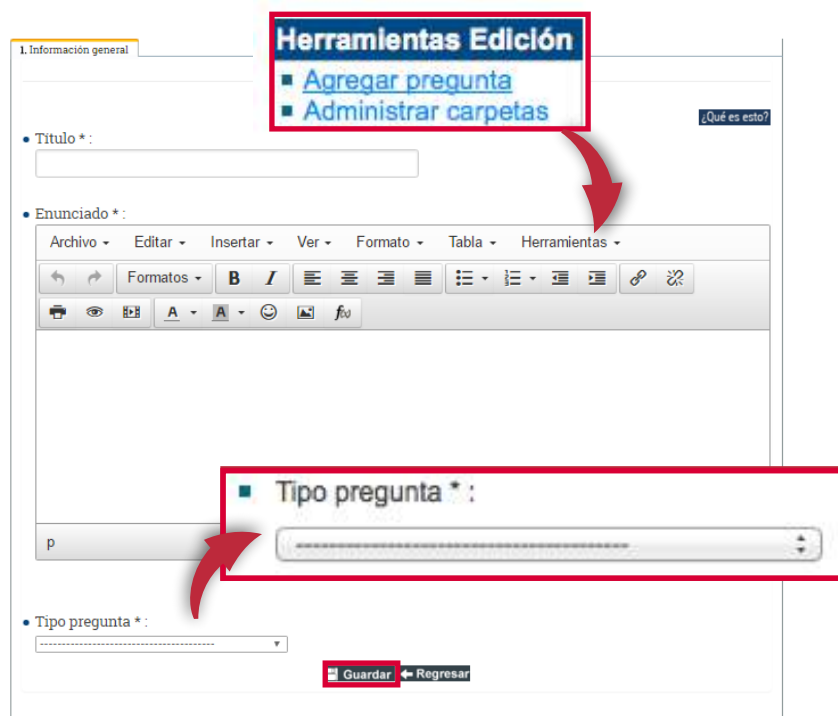 Herramientas Edición
Agregar pregunta
Administrar carpetas
1. Información general
¿Qué es esto?
Título * :
Enunciado * :
Archivo Editar Insertar Ver Formato Tabla Herramientas
Formatos B I
A A f(x)
Tipo pregunta * :
----------------------------------------
p
Tipo pregunta * :
----------------------------------------
Guardar Regresar